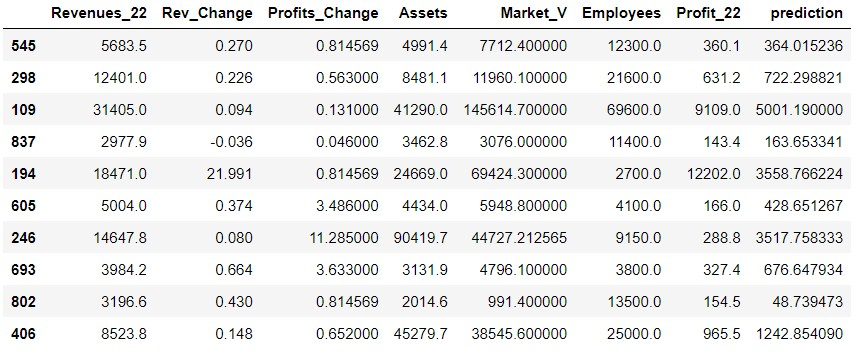 Revenues_22 Rev_Change Profits_Change Assets Market_V Employees Profit_22 prediction
545 5683.5 0.270 0.814569 4991.4 7712.400000 12300.0 360.1 364.015236
298 12401.0 0.226 0.563000 8481.1 11960.100000 21600.0 631.2 722.298821
109 31405.0 0.094 0.131000 41290.0 145614.700000 69600.0 9109.0 5001.190000
837 2977.9 -0.036 0.046000 3462.8 3076.000000 11400.0 143.4 163.653341
194 18471.0 21.991 0.814569 24669.0 69424.300000 2700.0 12202.0 3558.766224
605 5004.0 0.374 3.486000 4434.0 5948.800000 4100.0 166.0 428.651267
246 14647.8 0.080 11.285000 90419.7 44727.212565 9150.0 288.8 3517.758333
693 3984.2 0.664 3.633000 3131.9 4796.100000 3800.0 327.4 676.647934
802 3196.6 0.430 0.814569 2014.6 991.400000 13500.0 154.5 48.739473
406 8523.8 0.148 0.652000 45279.7 38545.600000 25000.0 965.5 1242.854090